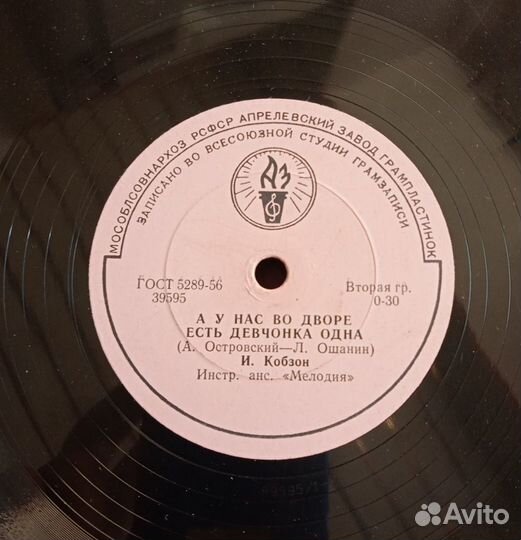 МОСОБЛСОВНАРХОЗ РСФСР АПРЕЛЕВСКИЙ ЗАВОД ГРАМПЛАСТИНОК
ЗАПИСАНО ВО ВСЕСОЮЗНОЙ СТУДИИ ГРАМЗАПИСИ
АЗ
ГОСТ 5289-56
39595
Вторая гр.
0-30
А У НАС ВО ДВОРЕ
ЕСТЬ ДЕВЧОНКА ОДНА
(А. Островский—Л. Ошанин)
И. Кобзон
Инстр. анс. «Мелодия»
Avito